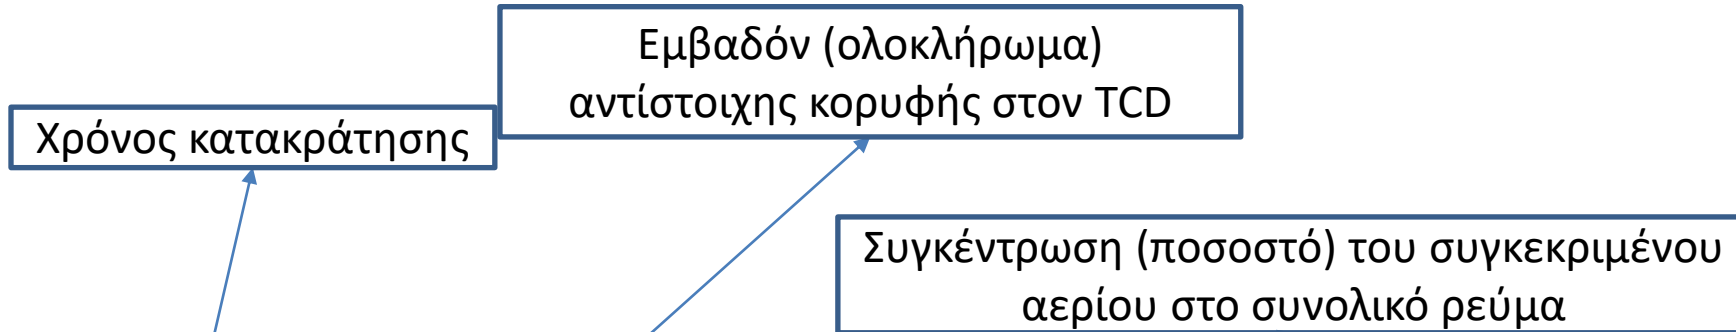 Εμβαδόν (ολοκλήρωμα)
αντίστοιχης κορυφής στον TCD
Χρόνος κατακράτησης
Συγκέντρωση (ποσοστό) του συγκεκριμένου
αερίου στο συνολικό ρεύμα